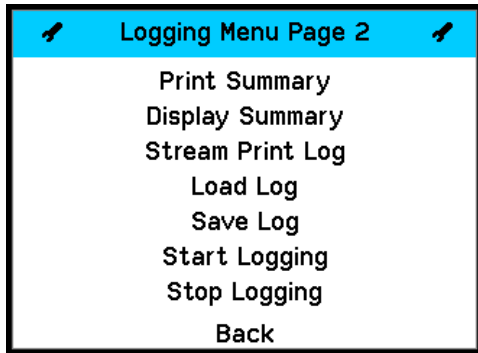 Logging Menu Page 2
Print Summary
Display Summary
Stream Print Log
Load Log
Save Log
Start Logging
Stop Logging
Back